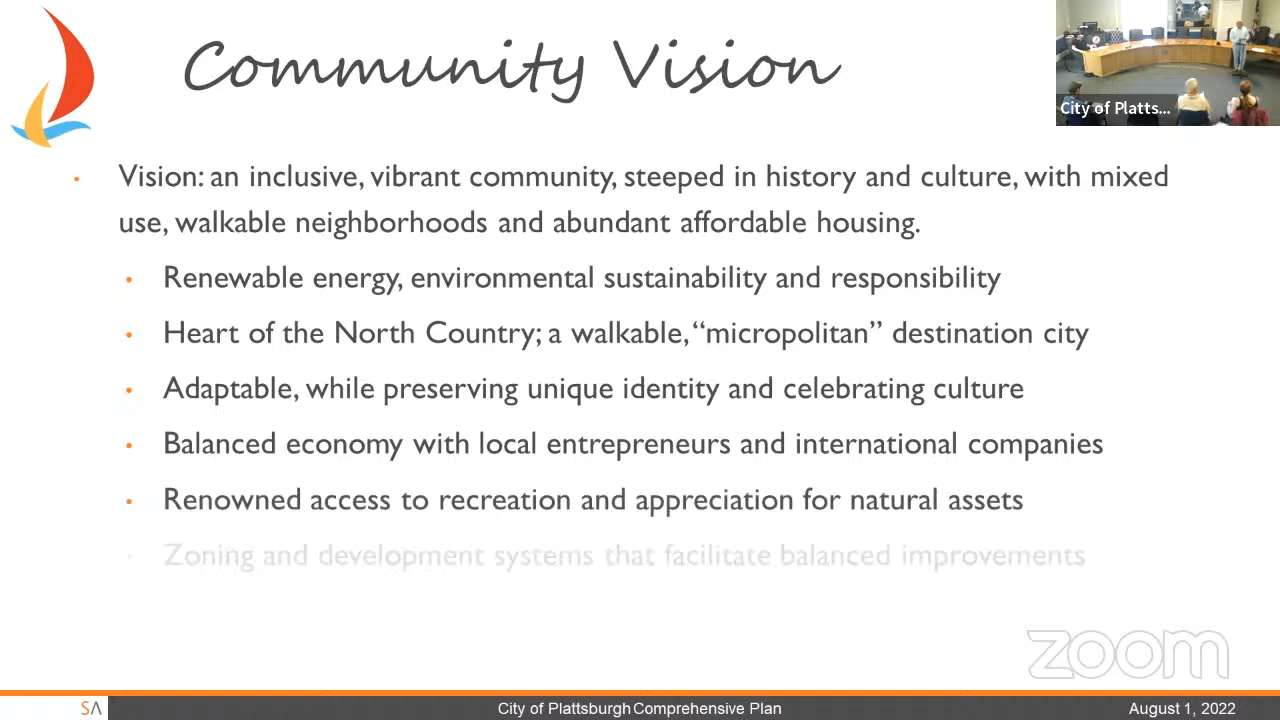 Community Vision
City of Platts...
• Vision: an inclusive, vibrant community, steeped in history and culture, with mixed
use, walkable neighborhoods and abundant affordable housing.
• Renewable energy, environmental sustainability and responsibility
• Heart of the North Country; a walkable, “micropolitan” destination city
• Adaptable, while preserving unique identity and celebrating culture
• Balanced economy with local entrepreneurs and international companies
• Renowned access to recreation and appreciation for natural assets
• Zoning and development systems that facilitate balanced improvements
zoom
SA City of Plattsburgh Comprehensive Plan August 1, 2022